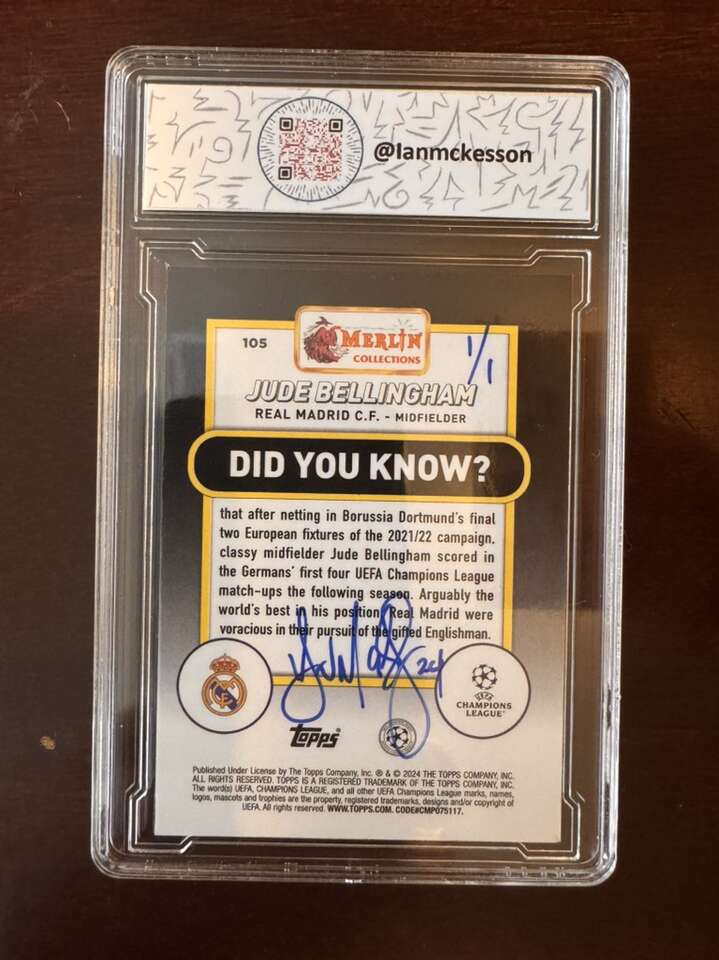 @Ianmckesson
105
MERLIN
COLLECTIONS
1/1
JUDE BELLINGHAM
REAL MADRID C.F. - MIDFIELDER
DID YOU KNOW?
that after netting in Borussia Dortmund's final
two European fixtures of the 2021/22 campaign,
classy midfielder Jude Bellingham scored in
the Germans' first four UEFA Champions League
match-ups the following season. Arguably the
world's best in his position, Real Madrid were
voracious in their pursuit of the gifted Englishman.
24
UEFA
CHAMPIONS
LEAGUE
Topps
Published Under License by The Topps Company, Inc. ® & © 2024 THE TOPPS COMPANY, INC.
ALL RIGHTS RESERVED. TOPPS IS A REGISTERED TRADEMARK OF THE TOPPS COMPANY, INC.
The word(s) UEFA, CHAMPIONS LEAGUE, and all other UEFA Champions League marks, names,
logos, mascots and trophies are the property, registered trademarks, designs and/or copyright of
UEFA. All rights reserved. WWW.TOPPS.COM. CODE#CMP075117.